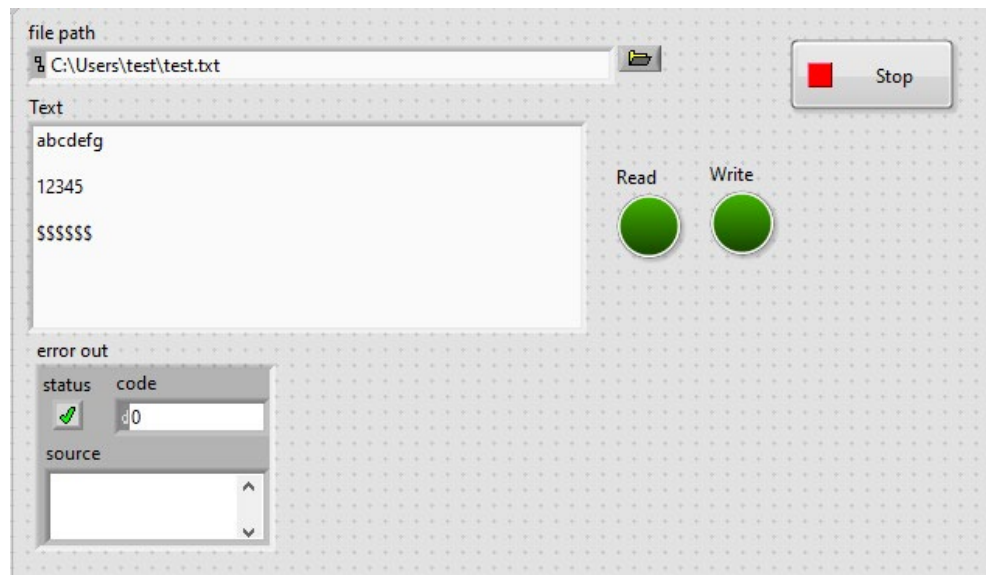 file path
C:\Users\test\test.txt
Stop
Text
abcdefg
12345
$$$$$$
Read
Write
error out
status
code
d 0
source